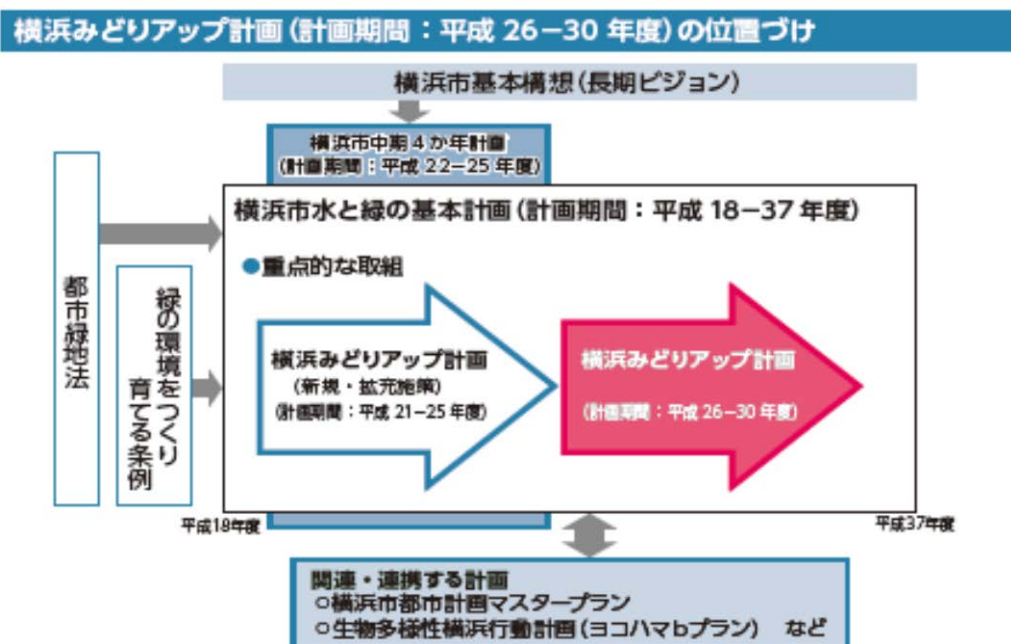 横浜みどりアップ計画(計画期間：平成 26－30 年度)の位置づけ
横浜市基本構想(長期ビジョン)
横浜市中期4か年計画
(計画期間：平成 22－25 年度)
横浜市水と緑の基本計画(計画期間：平成 18－37 年度)
●重点的な取組
都市緑地法
緑の環境をつくり
育てる条例
横浜みどりアップ計画
(新規・拡充施策)
(計画期間：平成 21－25 年度)
横浜みどりアップ計画
(計画期間：平成 26－30 年度)
平成18年度
平成37年度
関連・連携する計画
○横浜市都市計画マスタープラン
○生物多様性横浜行動計画(ヨコハマbプラン)　など